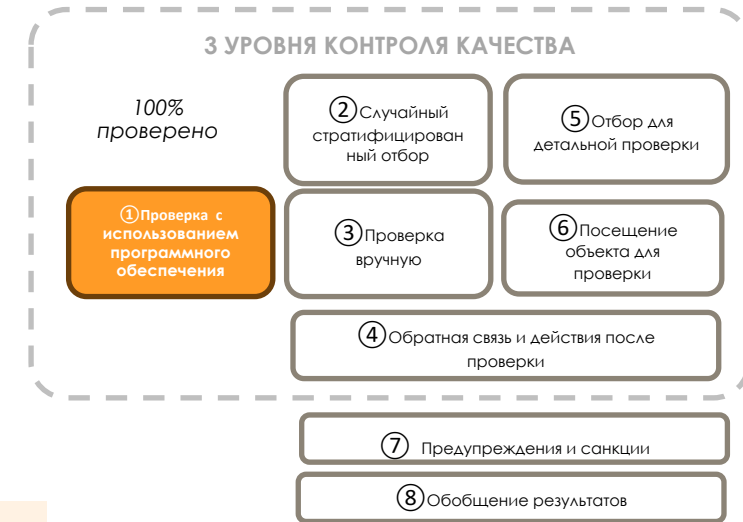 3 УРОВНЯ КОНТРОЛЯ КАЧЕСТВА
100%
проверено
①Проверка с
использованием
программного
обеспечения
②Случайный
стратифицирован
ный отбор
③Проверка
вручную
⑤Отбор для
детальной проверки
⑥Посещение
объекта для
проверки
④Обратная связь и действия после
проверки
⑦ Предупреждения и санкции
⑧Обобщение результатов